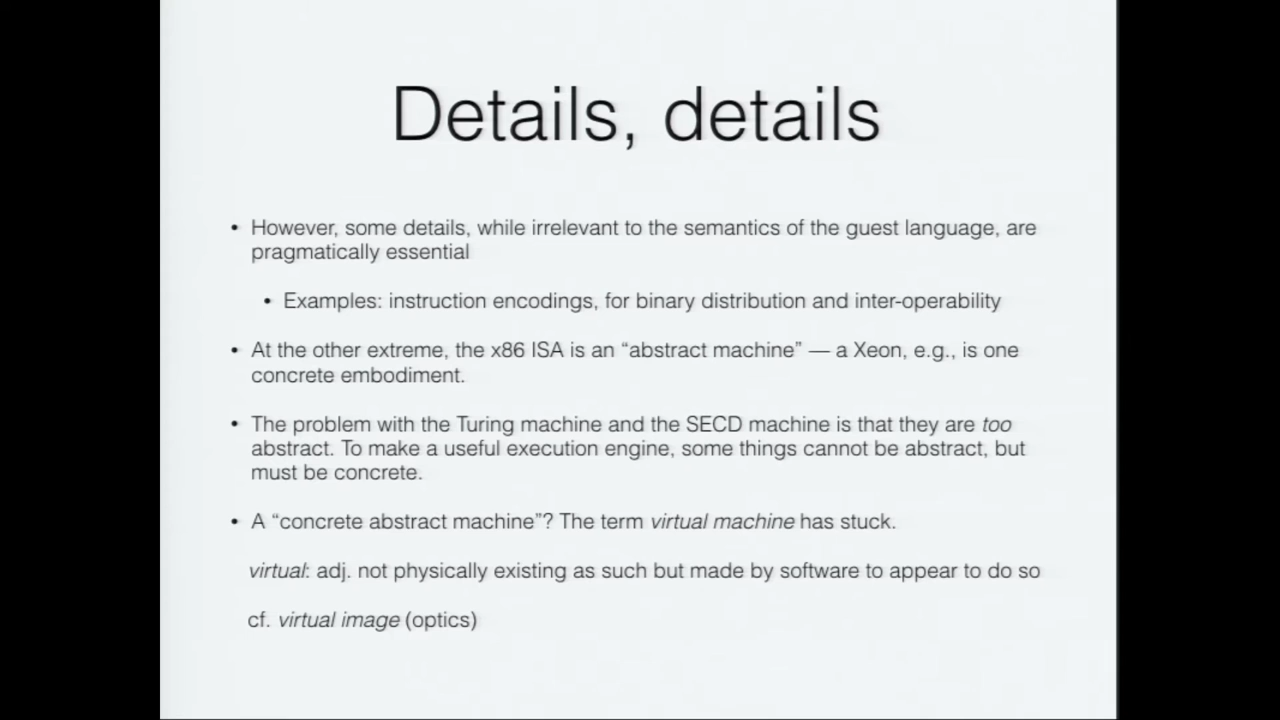 Details, details
• However, some details, while irrelevant to the semantics of the guest language, are
pragmatically essential
• Examples: instruction encodings, for binary distribution and inter-operability
• At the other extreme, the x86 ISA is an “abstract machine” — a Xeon, e.g., is one
concrete embodiment.
• The problem with the Turing machine and the SECD machine is that they are too
abstract. To make a useful execution engine, some things cannot be abstract, but
must be concrete.
• A “concrete abstract machine”? The term virtual machine has stuck.
virtual: adj. not physically existing as such but made by software to appear to do so
cf. virtual image (optics)